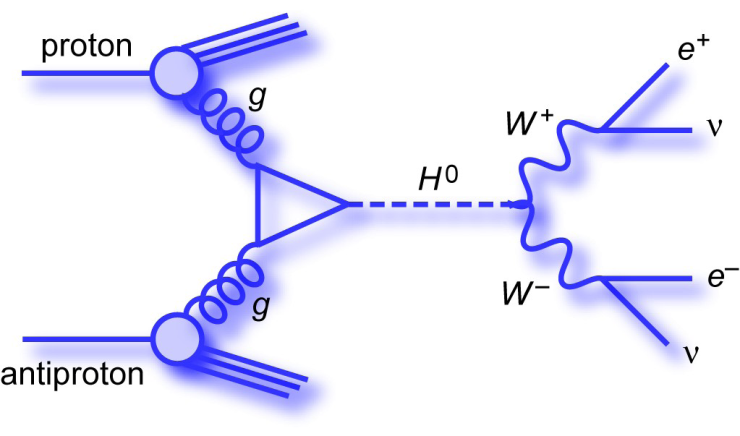 proton
g
e⁺
W⁺
ν
H⁰
W⁻
e⁻
g
antiproton
ν